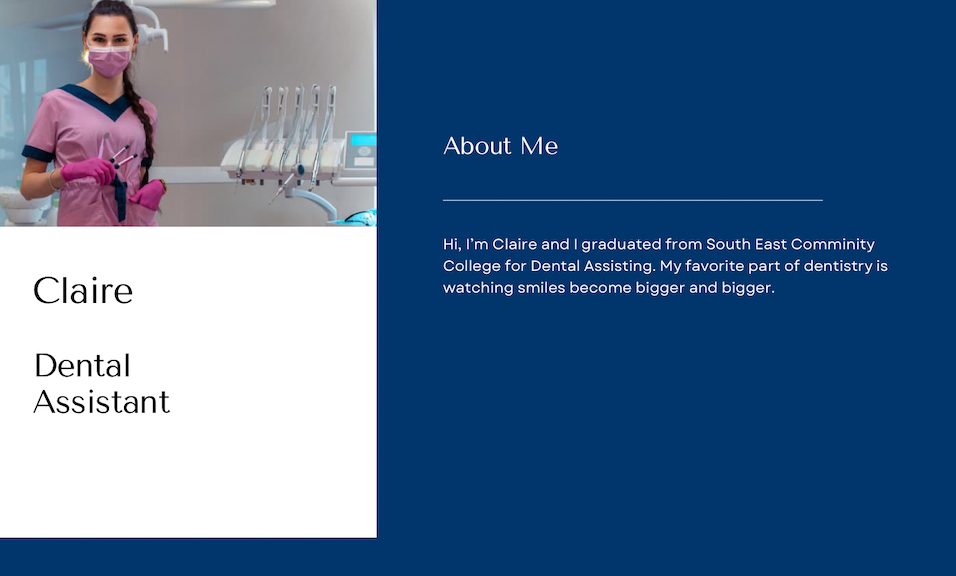 Claire
Dental
Assistant
About Me
Hi, I’m Claire and I graduated from South East Comminity
College for Dental Assisting. My favorite part of dentistry is
watching smiles become bigger and bigger.